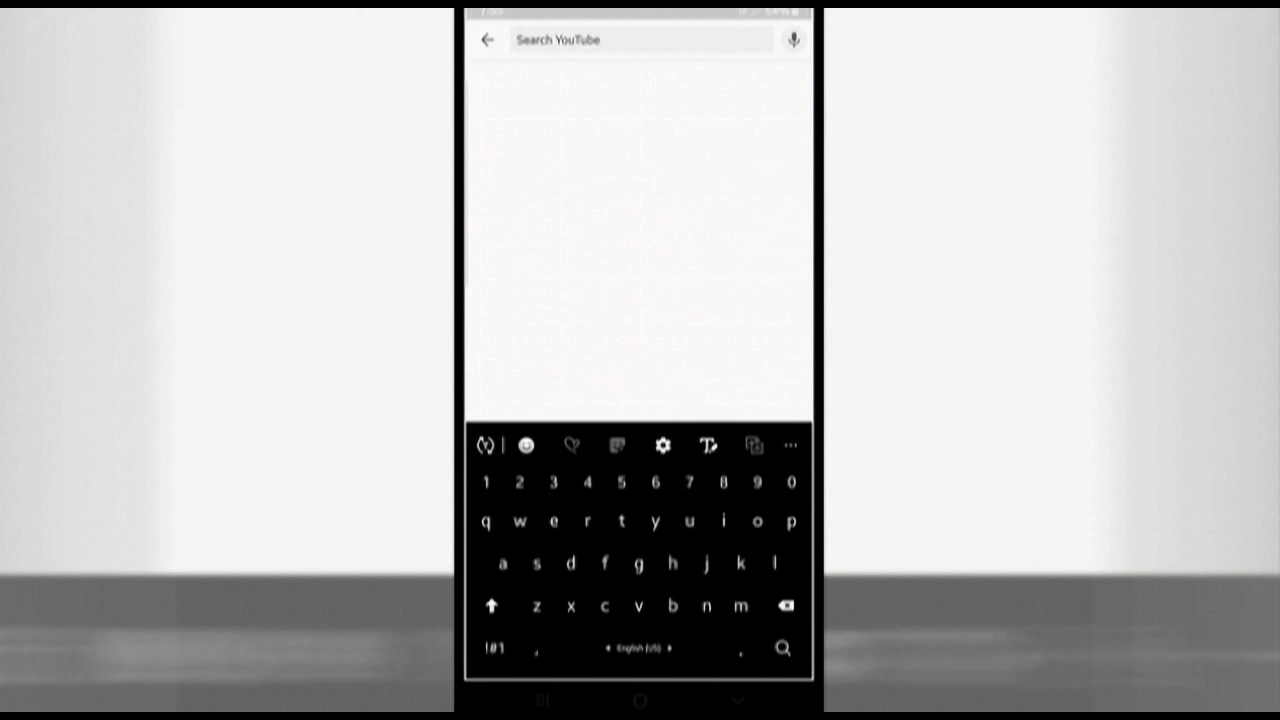 Search YouTube
1 2 3 4 5 6 7 8 9 0
q w e r t y u i o p
a s d f g h j k l
z x c v b n m
!#1 , English (US) .